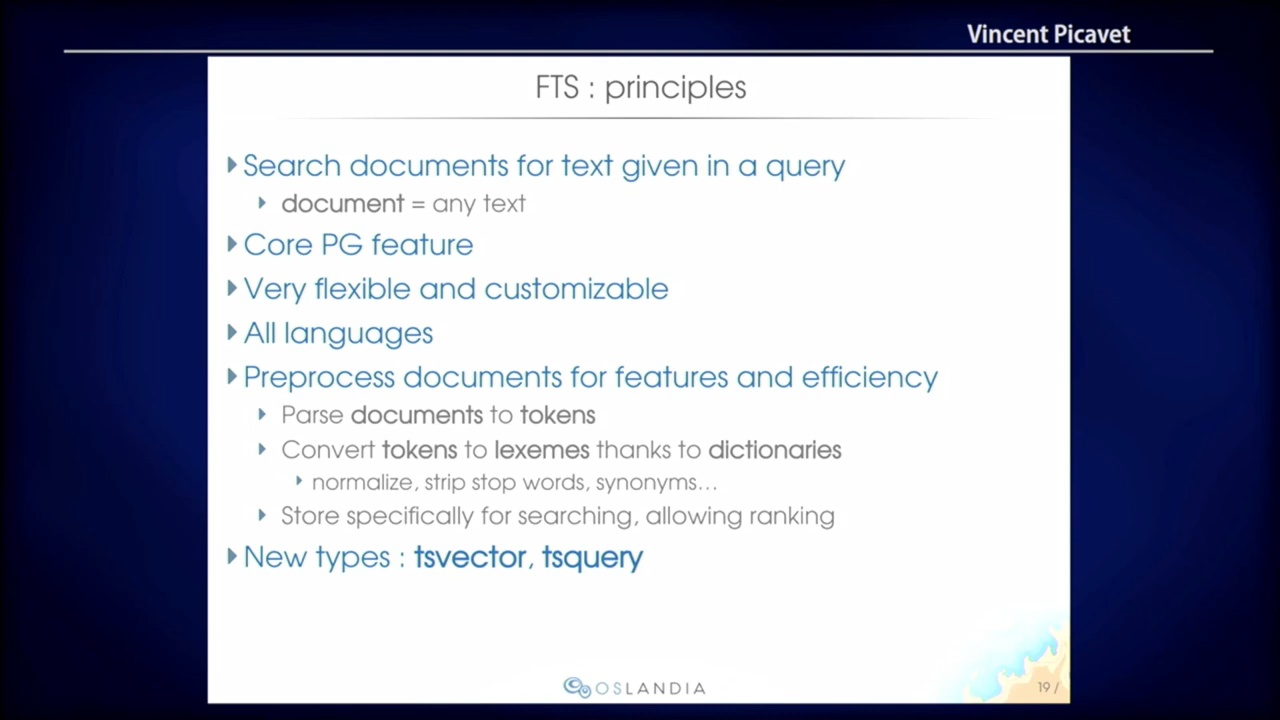 Vincent Picavet
FTS : principles
Search documents for text given in a query
document = any text
Core PG feature
Very flexible and customizable
All languages
Preprocess documents for features and efficiency
Parse documents to tokens
Convert tokens to lexemes thanks to dictionaries
normalize, strip stop words, synonyms...
Store specifically for searching, allowing ranking
New types : tsvector, tsquery
OSLANDIA
19 /